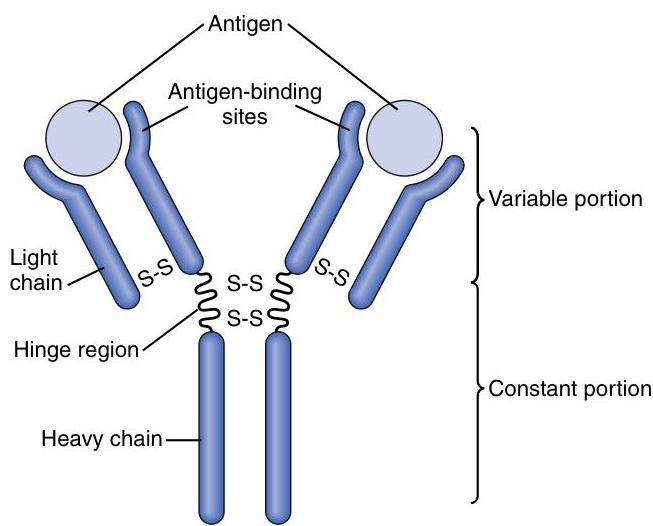 Antigen
Antigen-binding
sites
Variable portion
Light
chain
S-S
S-S
S-S
S-S
Hinge region
Constant portion
Heavy chain